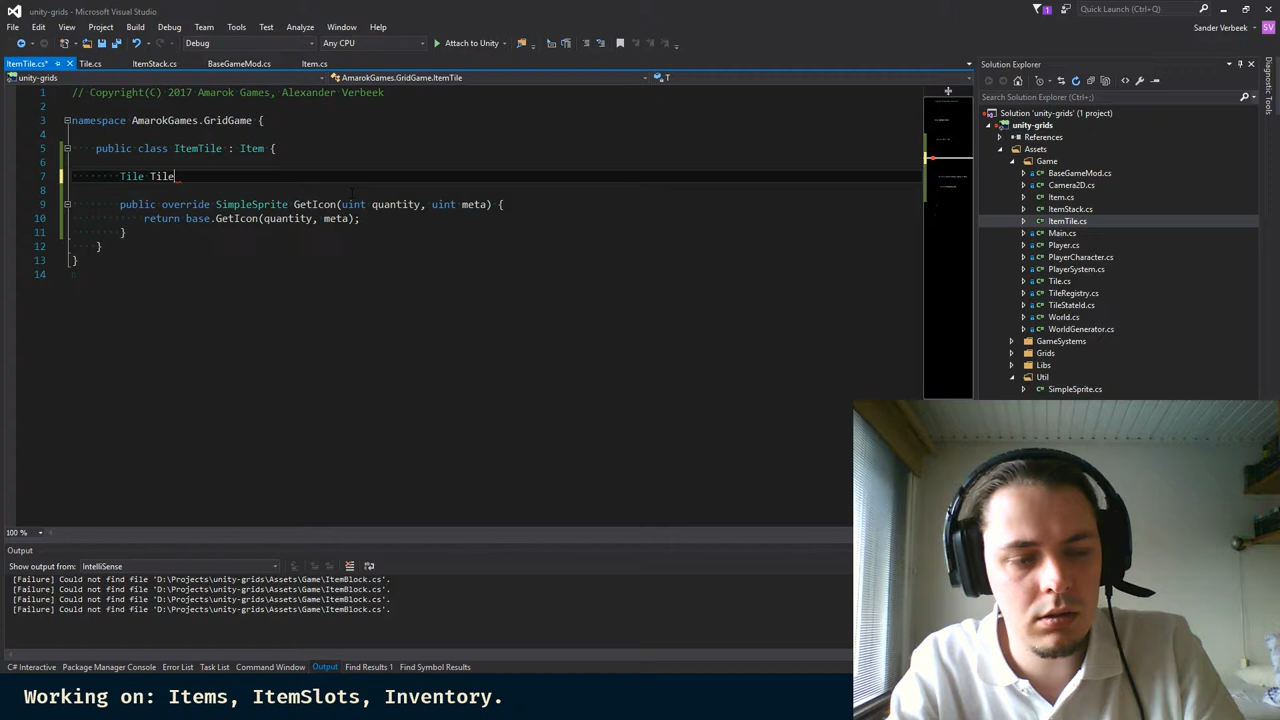 unity-grids - Microsoft Visual Studio
1
Quick Launch (Ctrl+Q)
File Edit View Project Build Debug Team Tools Test Analyze Window Help
Sander Verbeek SV
Debug Any CPU Attach to Unity
ItemTile.cs* Tile.cs ItemStack.cs BaseGameMod.cs Item.cs
unity-grids AmarokGames.GridGame.ItemTile T
1 // Copyright(C) 2017 Amarok Games, Alexander Verbeek
2
3 namespace AmarokGames.GridGame {
4
5 public class ItemTile : Item {
6
7 Tile Tile
8
9 public override SimpleSprite GetIcon(uint quantity, uint meta) {
10 return base.GetIcon(quantity, meta);
11 }
12 }
13 }
14
100 %
Solution Explorer
Search Solution Explorer (Ctrl+;)
Solution 'unity-grids' (1 project)
unity-grids
References
Assets
Game
BaseGameMod.cs
Camera2D.cs
Item.cs
ItemStack.cs
ItemTile.cs
Main.cs
Player.cs
PlayerCharacter.cs
PlayerSystem.cs
Tile.cs
TileRegistry.cs
TileStateId.cs
World.cs
WorldGenerator.cs
GameSystems
Grids
Libs
Util
SimpleSprite.cs
Diagnostic Tools
Output
Show output from: IntelliSense
[Failure] Could not find file 'D:\Projects\unity-grids\Assets\Game\ItemBlock.cs'.
[Failure] Could not find file 'D:\Projects\unity-grids\Assets\Game\ItemBlock.cs'.
[Failure] Could not find file 'D:\Projects\unity-grids\Assets\Game\ItemBlock.cs'.
[Failure] Could not find file 'D:\Projects\unity-grids\Assets\Game\ItemBlock.cs'.
C# Interactive Package Manager Console Error List Task List Command Window Output Find Results 1 Find Symbol Results
Working on: Items, ItemSlots, Inventory.